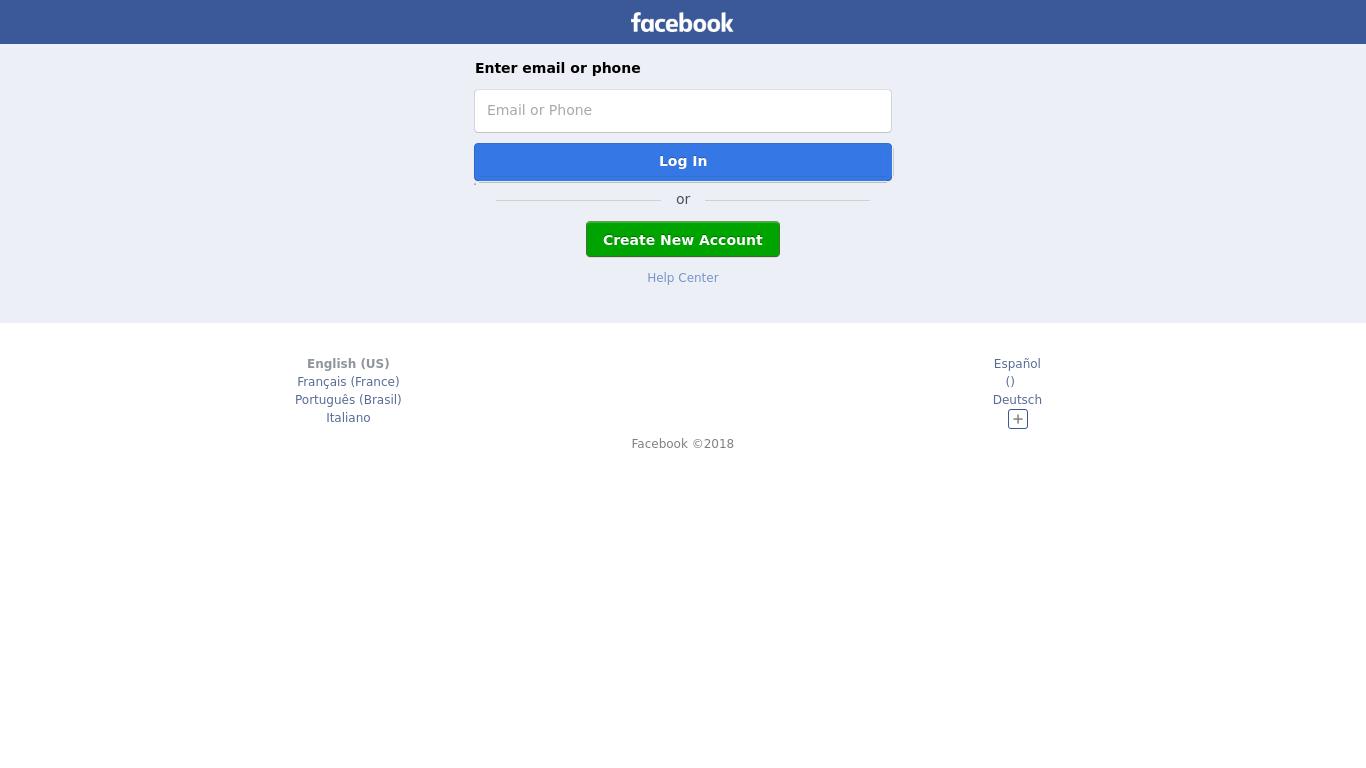 facebook
Enter email or phone
Email or Phone
Log In
or
Create New Account
Help Center
English (US)
Français (France)
Português (Brasil)
Italiano
Español
()
Deutsch
+
Facebook ©2018